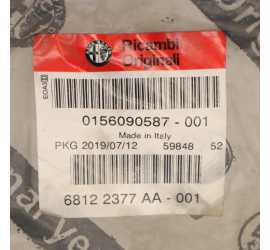 Ricambi
Originali
0156090587 - 001
Made in Italy
PKG 2019/07/12 59848 52
6812 2377 AA - 001